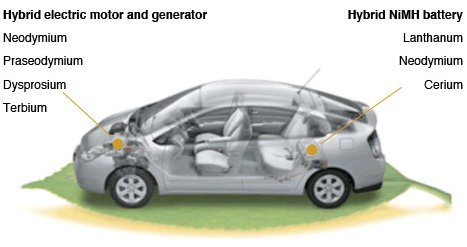 Hybrid electric motor and generator
Neodymium
Praseodymium
Dysprosium
Terbium
Hybrid NiMH battery
Lanthanum
Neodymium
Cerium